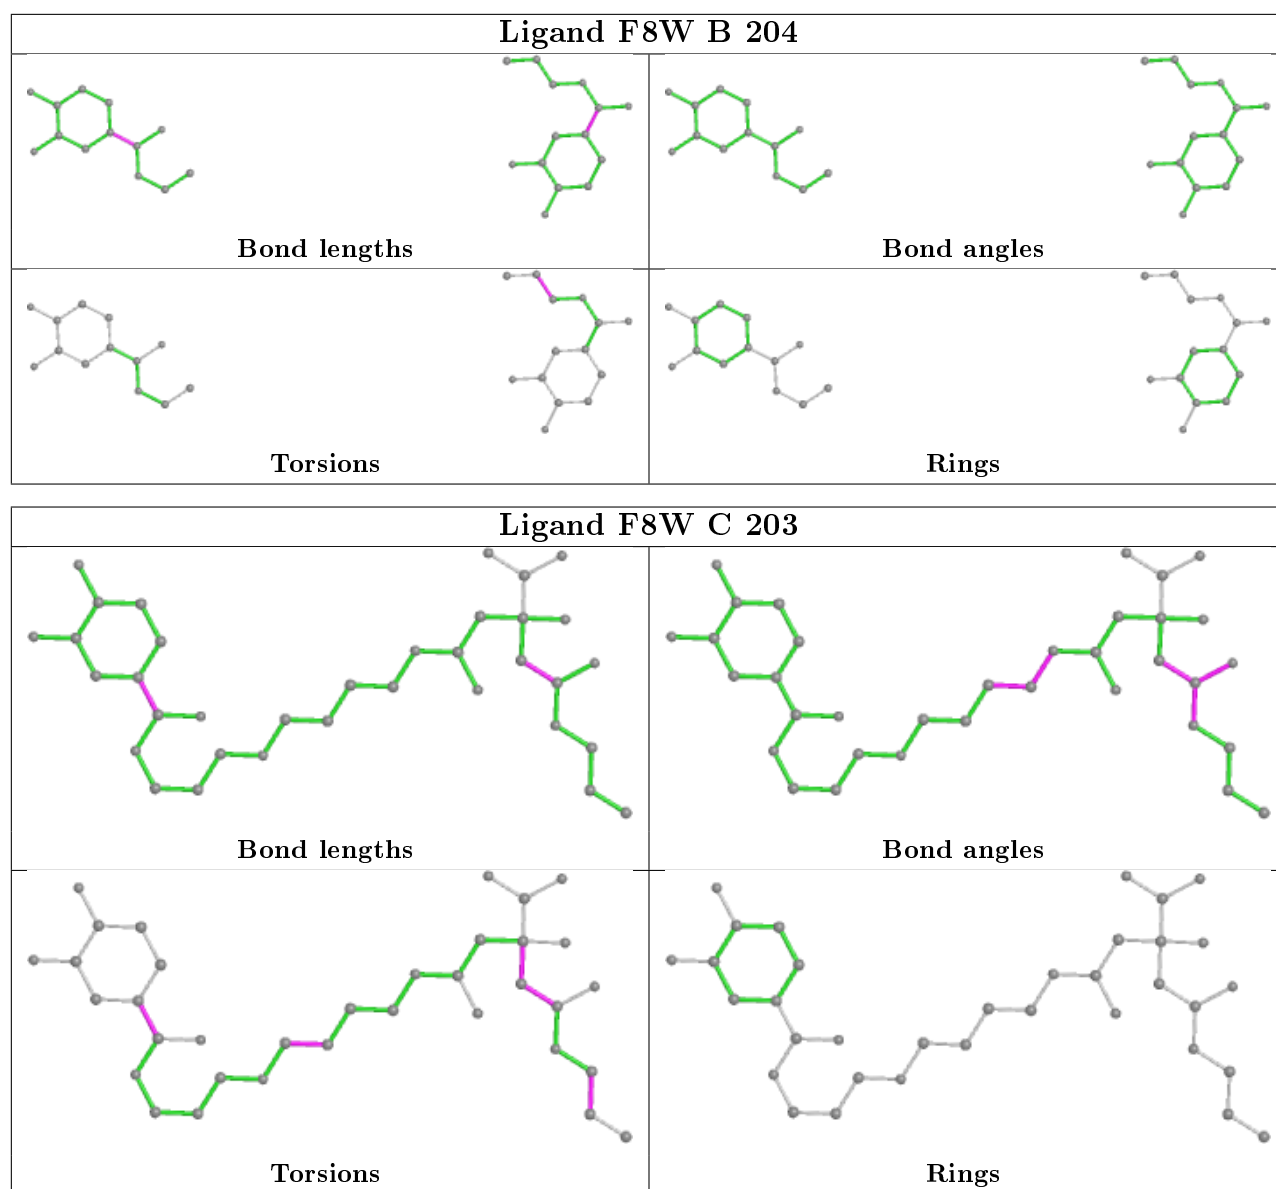 Ligand F8W B 204
Bond lengths
Bond angles
Torsions
Rings
Ligand F8W C 203
Bond lengths
Bond angles
Torsions
Rings